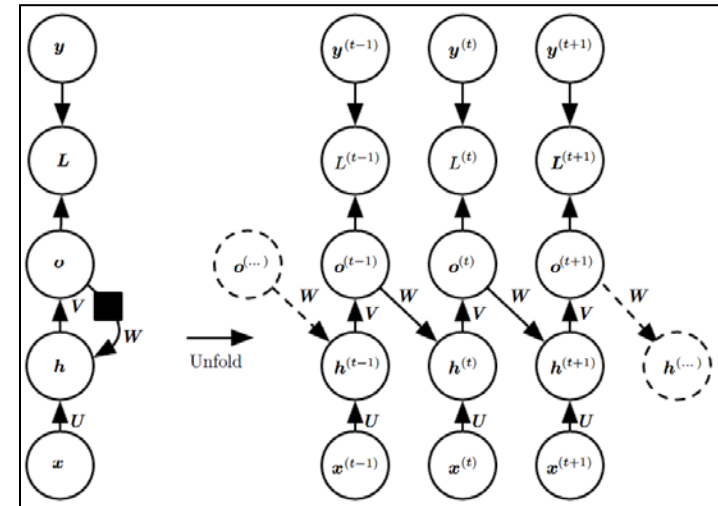 y y^(t−1) y^(t) y^(t+1)
L L^(t−1) L^(t) L^(t+1)
o o^(...) o^(t−1) o^(t) o^(t+1)
V W W W W
W V V V
h Unfold h^(t−1) h^(t) h^(t+1) h^(...)
U U U U
x x^(t−1) x^(t) x^(t+1)